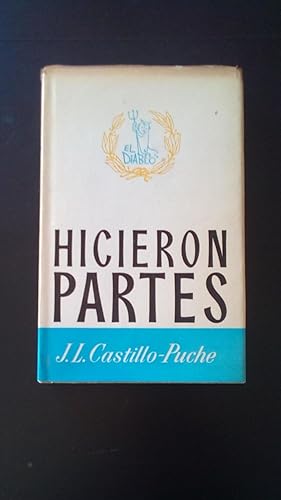 EL
DIABLO
HICIERON
PARTES
J.L. Castillo-Puche